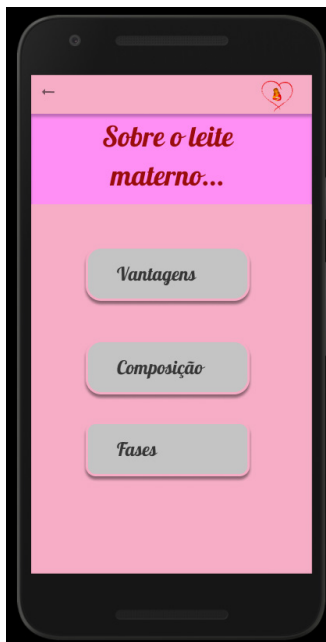 Sobre o leite
materno...
Vantagens
Composição
Fases